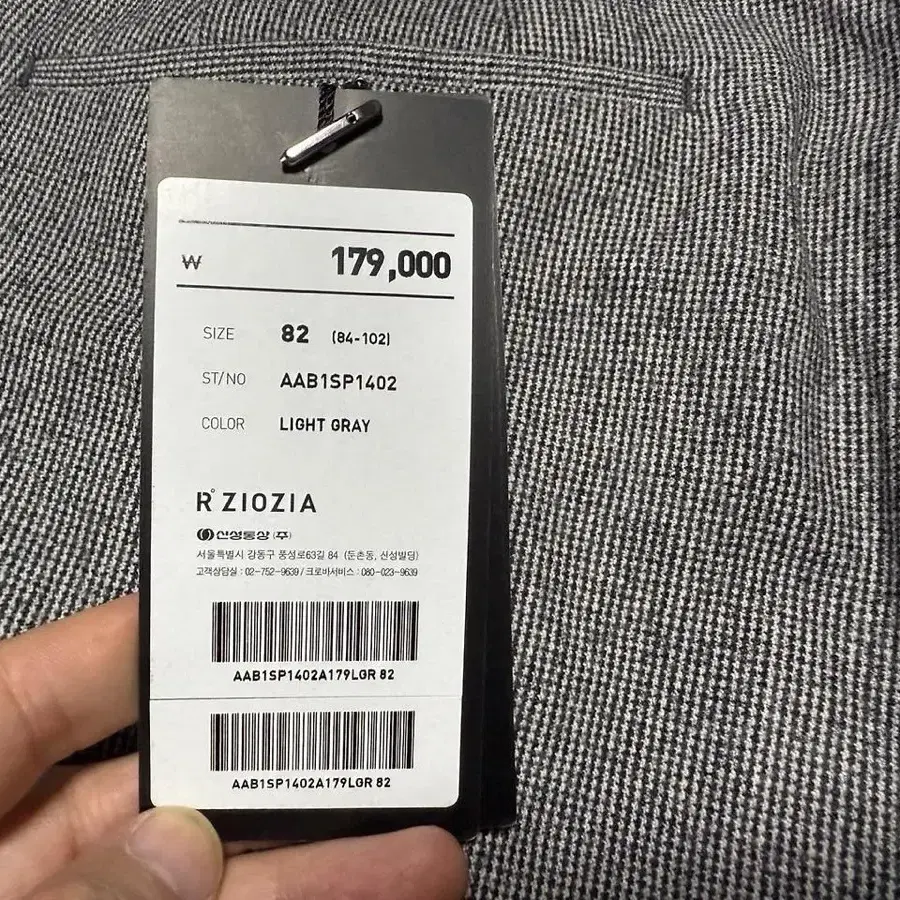 ₩ 179,000
SIZE 82 (84-102)
ST/NO AAB1SP1402
COLOR LIGHT GRAY
R° ZIOZIA
신성통상 (주)
서울특별시 강동구 풍성로63길 84 (둔촌동, 신성빌딩)
고객상담실 : 02-752-9639 / 크로바서비스 : 080-023-9639
AAB1SP1402A179LGR 82
AAB1SP1402A179LGR 82